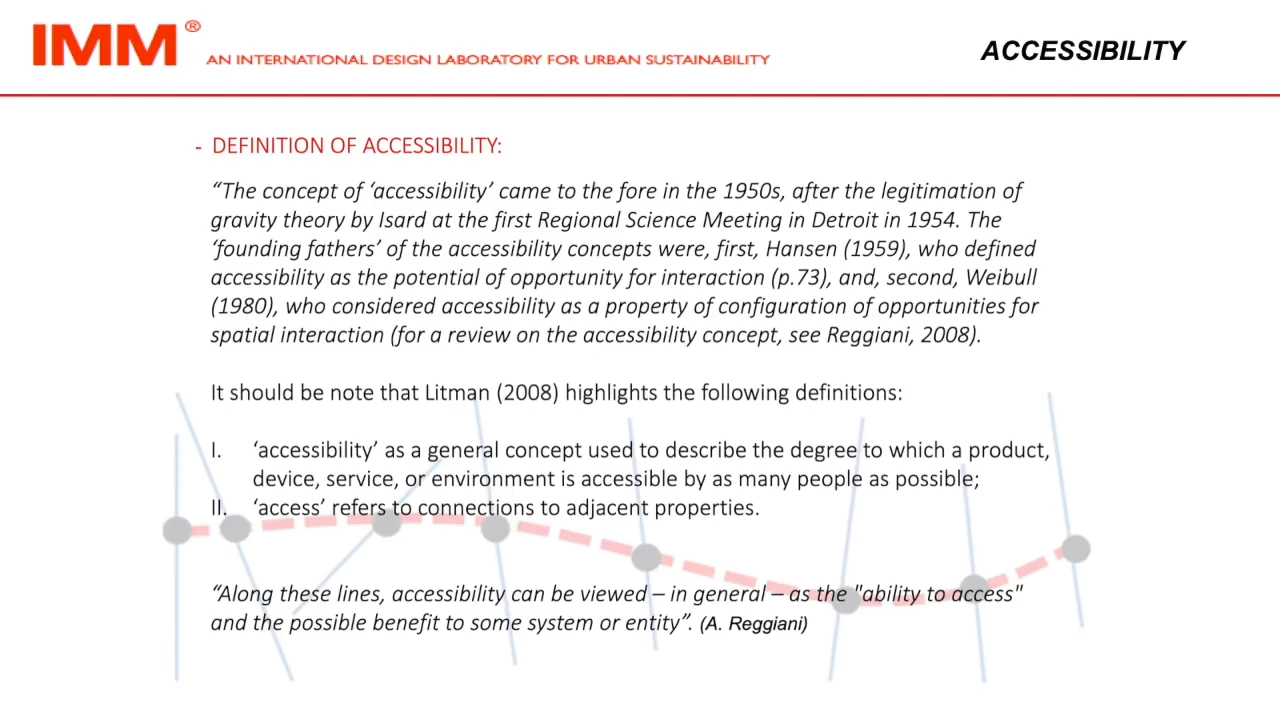 IMM®
AN INTERNATIONAL DESIGN LABORATORY FOR URBAN SUSTAINABILITY
ACCESSIBILITY
- DEFINITION OF ACCESSIBILITY:
“The concept of ‘accessibility’ came to the fore in the 1950s, after the legitimation of
gravity theory by Isard at the first Regional Science Meeting in Detroit in 1954. The
‘founding fathers’ of the accessibility concepts were, first, Hansen (1959), who defined
accessibility as the potential of opportunity for interaction (p.73), and, second, Weibull
(1980), who considered accessibility as a property of configuration of opportunities for
spatial interaction (for a review on the accessibility concept, see Reggiani, 2008).
It should be note that Litman (2008) highlights the following definitions:
I. ‘accessibility’ as a general concept used to describe the degree to which a product,
device, service, or environment is accessible by as many people as possible;
II. ‘access’ refers to connections to adjacent properties.
“Along these lines, accessibility can be viewed – in general – as the "ability to access"
and the possible benefit to some system or entity”. (A. Reggiani)